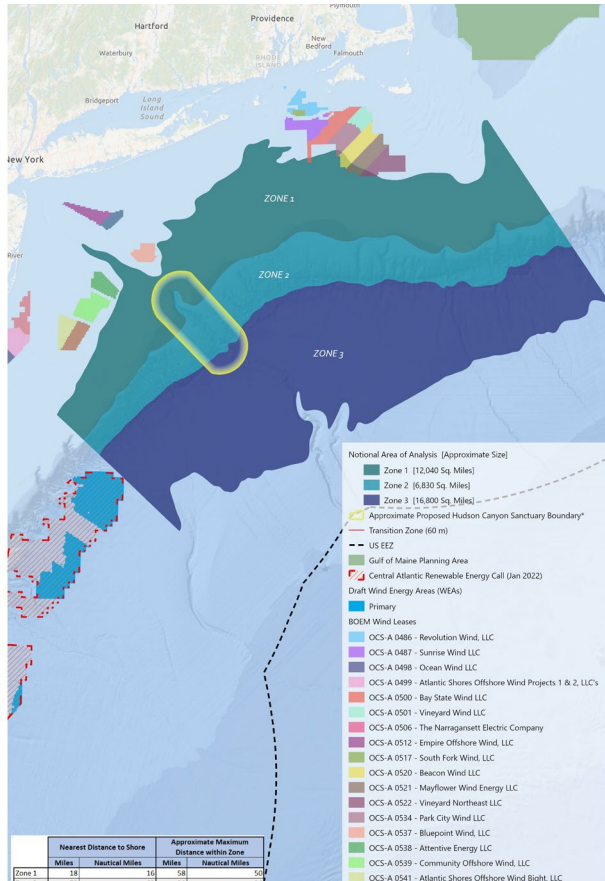 Plymouth
Hartford
Providence
New
Bedford
Falmouth
Waterbury
RHODE
ISLAND
Bridgeport
Long
Island
Sound
New York
River
ZONE 1
ZONE 2
ZONE 3
Notional Area of Analysis [Approximate Size]
Zone 1 [12,040 Sq. Miles]
Zone 2 [6,830 Sq. Miles]
Zone 3 [16,800 Sq. Miles]
Approximate Proposed Hudson Canyon Sanctuary Boundary*
Transition Zone (60 m)
US EEZ
Gulf of Maine Planning Area
Central Atlantic Renewable Energy Call (Jan 2022)
Draft Wind Energy Areas (WEAs)
Primary
BOEM Wind Leases
OCS-A 0486 - Revolution Wind, LLC
OCS-A 0487 - Sunrise Wind, LLC
OCS-A 0498 - Ocean Wind LLC
OCS-A 0499 - Atlantic Shores Offshore Wind Projects 1 & 2, LLC's
OCS-A 0500 - Bay State Wind LLC
OCS-A 0501 - Vineyard Wind LLC
OCS-A 0506 - The Narragansett Electric Company
OCS-A 0512 - Empire Offshore Wind, LLC
OCS-A 0517 - South Fork Wind, LLC
OCS-A 0520 - Beacon Wind LLC
OCS-A 0521 - Mayflower Wind Energy LLC
OCS-A 0522 - Vineyard Northeast LLC
OCS-A 0534 - Park City Wind LLC
OCS-A 0537 - Bluepoint Wind, LLC
OCS-A 0538 - Attentive Energy LLC
OCS-A 0539 - Community Offshore Wind, LLC
OCS-A 0541 - Atlantic Shores Offshore Wind Bight, LLC
Nearest Distance to Shore Approximate Maximum
Distance within Zone
Miles Nautical Miles Miles Nautical Miles
Zone 1 18 16 58 50